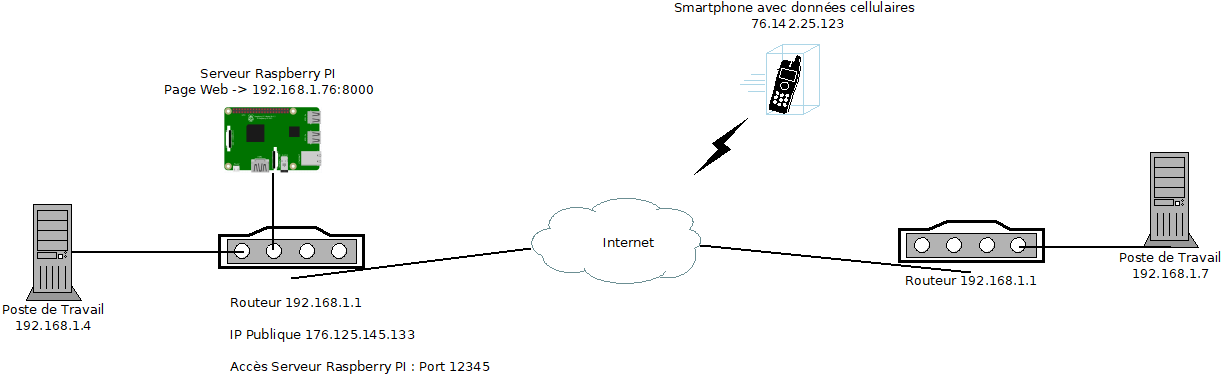 Smartphone avec données cellulaires
76.142.25.123
Serveur Raspberry PI
Page Web -> 192.168.1.76:8000
Internet
Poste de Travail
192.168.1.4
Routeur 192.168.1.1
IP Publique 176.125.145.133
Accès Serveur Raspberry PI : Port 12345
Routeur 192.168.1.1
Poste de Travail
192.168.1.7